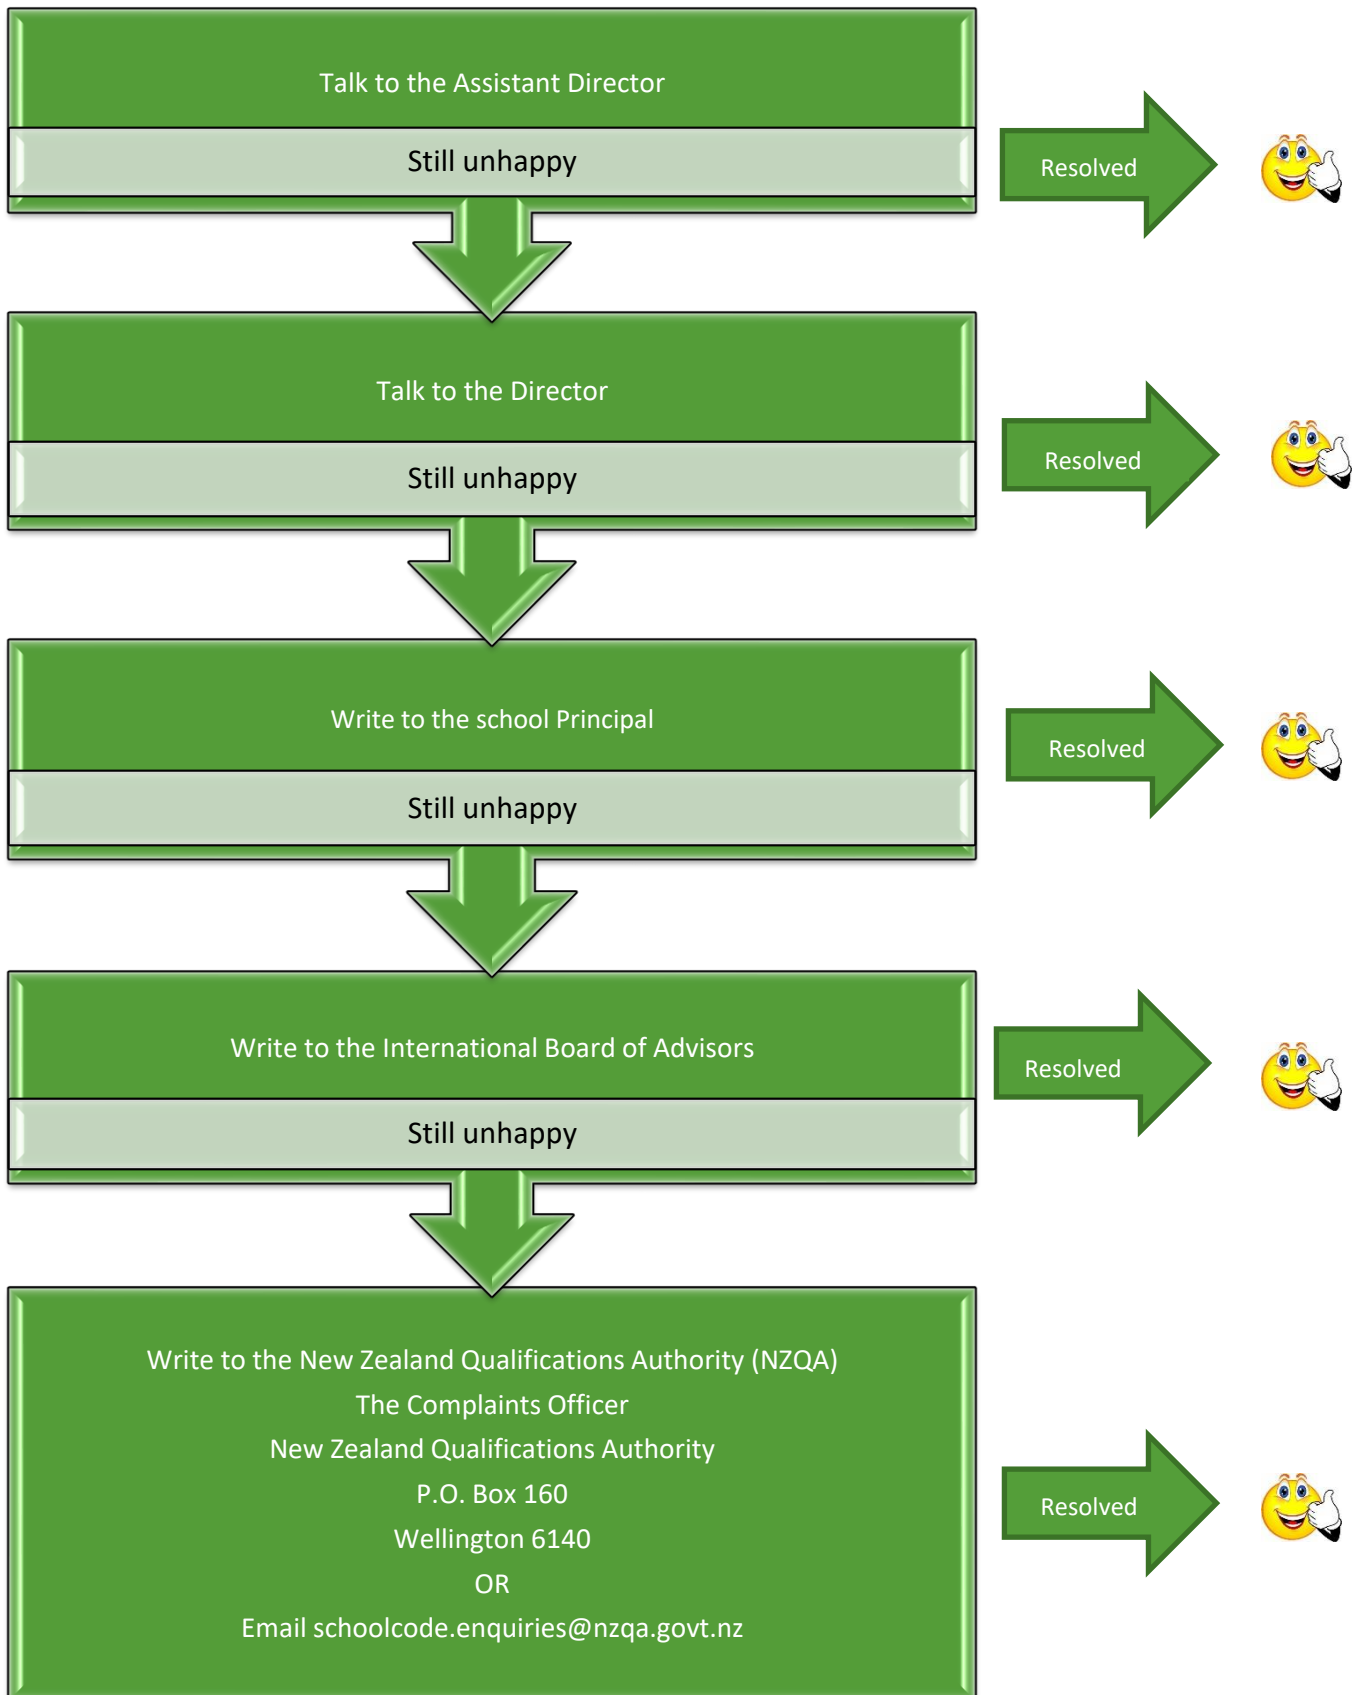 Talk to the Assistant Director
Still unhappy
Resolved
Talk to the Director
Still unhappy
Resolved
Write to the school Principal
Still unhappy
Resolved
Write to the International Board of Advisors
Still unhappy
Resolved
Write to the New Zealand Qualifications Authority (NZQA)
The Complaints Officer
New Zealand Qualifications Authority
P.O. Box 160
Wellington 6140
OR
Email schoolcode.enquiries@nzqa.govt.nz
Resolved